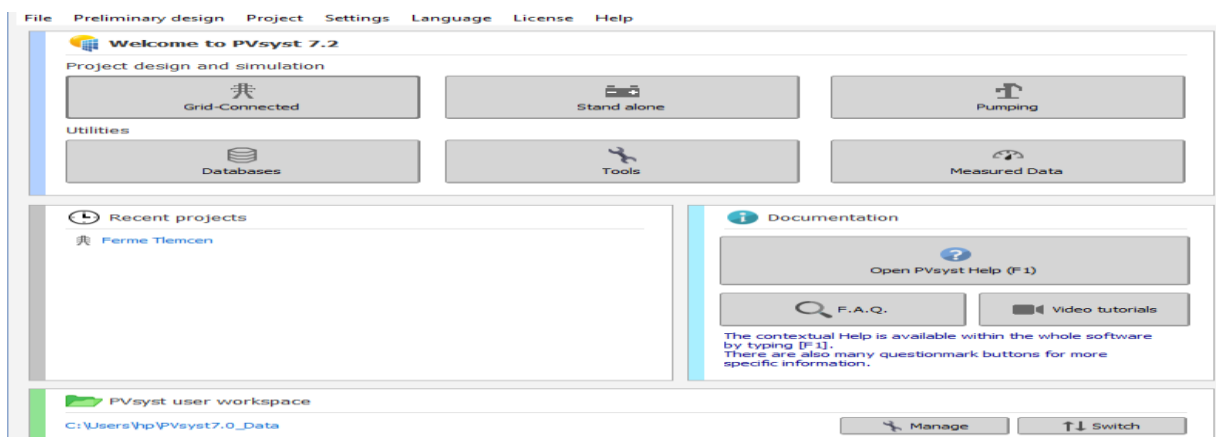 File Preliminary design Project Settings Language License Help
Welcome to PVsyst 7.2
Project design and simulation
Grid-Connected Stand alone Pumping
Utilities
Databases Tools Measured Data
Recent projects
Ferme Tlemcen
Documentation
Open PVsyst Help (F1)
F.A.Q. Video tutorials
The contextual Help is available within the whole software
by typing [F1].
There are also many questionmark buttons for more
specific information.
PVsyst user workspace
C:\Users\hp\PVsyst7.0_Data Manage Switch